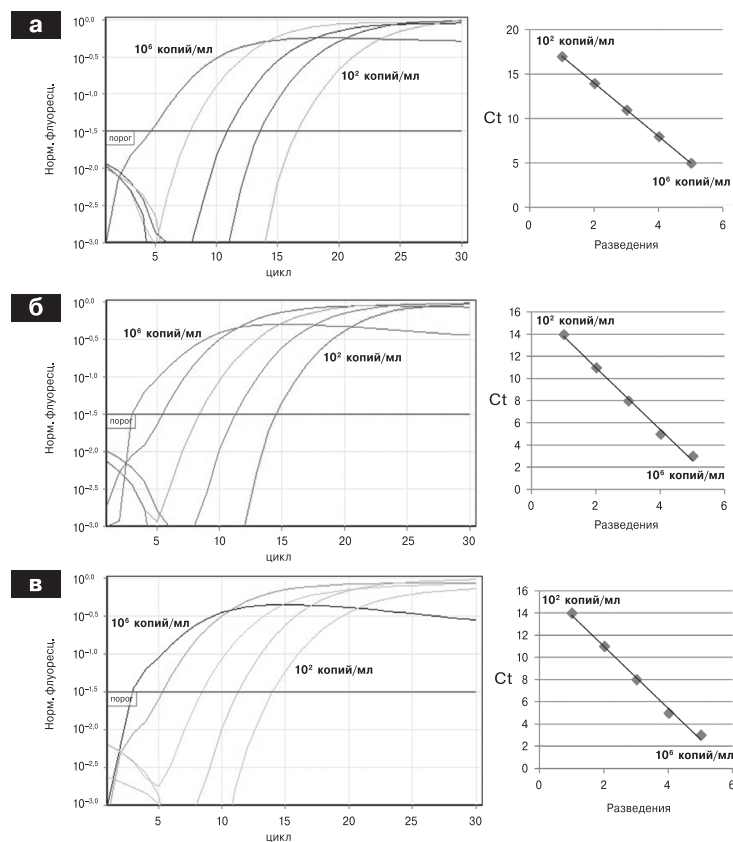 а
Норм. флуоресц.
10⁰·⁰
10⁻⁰,⁵
10⁻¹,⁰
10⁻¹,⁵
10⁻²,⁰
10⁻²,⁵
10⁻³,⁰
10⁶ копий/мл
10² копий/мл
порог
5 10 15 20 25 30
цикл
Ct
20
15
10
5
0
10² копий/мл
10⁶ копий/мл
0 2 4 6
Разведения
б
Норм. флуоресц.
10⁰,⁰
10⁻⁰,⁵
10⁻¹,⁰
10⁻¹,⁵
10⁻²,⁰
10⁻²,⁵
10⁻³,⁰
10⁶ копий/мл
10² копий/мл
порог
5 10 15 20 25 30
цикл
Ct
16
14
12
10
8
6
4
2
0
10² копий/мл
10⁶ копий/мл
0 2 4 6
Разведения
в
Норм. флуоресц.
10⁰,⁰
10⁻⁰,⁵
10⁻¹,⁰
10⁻¹,⁵
10⁻²,⁰
10⁻²,⁵
10⁻³,⁰
10⁶ копий/мл
10² копий/мл
порог
5 10 15 20 25 30
цикл
Ct
16
14
12
10
8
6
4
2
0
10² копий/мл
10⁶ копий/мл
0 2 4 6
Разведения